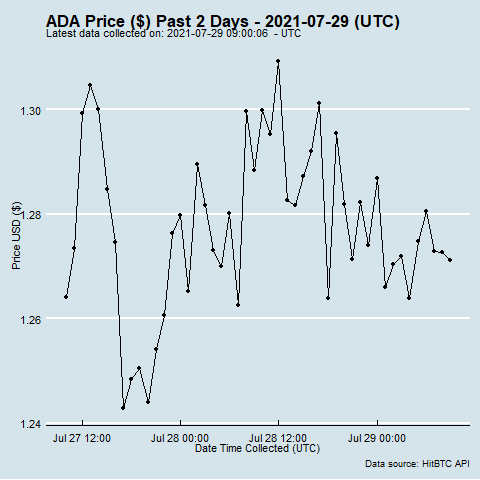 ADA Price ($) Past 2 Days - 2021-07-29 (UTC)
Latest data collected on: 2021-07-29 09:00:06  - UTC
1.30
1.28
1.26
1.24
Price USD ($)
Jul 27 12:00 Jul 28 00:00 Jul 28 12:00 Jul 29 00:00
Date Time Collected (UTC)
Data source: HitBTC API